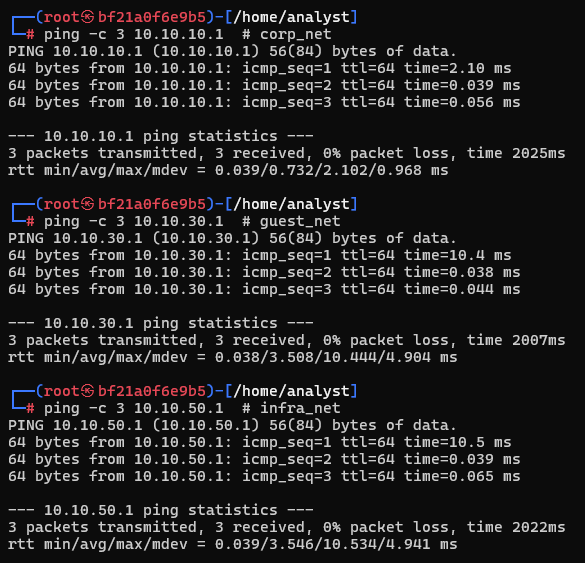 ┌──(root㉿bf21a0f6e9b5)-[/home/analyst]
└─# ping -c 3 10.10.10.1  # corp_net
PING 10.10.10.1 (10.10.10.1) 56(84) bytes of data.
64 bytes from 10.10.10.1: icmp_seq=1 ttl=64 time=2.10 ms
64 bytes from 10.10.10.1: icmp_seq=2 ttl=64 time=0.039 ms
64 bytes from 10.10.10.1: icmp_seq=3 ttl=64 time=0.056 ms

--- 10.10.10.1 ping statistics ---
3 packets transmitted, 3 received, 0% packet loss, time 2025ms
rtt min/avg/max/mdev = 0.039/0.732/2.102/0.968 ms

┌──(root㉿bf21a0f6e9b5)-[/home/analyst]
└─# ping -c 3 10.10.30.1  # guest_net
PING 10.10.30.1 (10.10.30.1) 56(84) bytes of data.
64 bytes from 10.10.30.1: icmp_seq=1 ttl=64 time=10.4 ms
64 bytes from 10.10.30.1: icmp_seq=2 ttl=64 time=0.038 ms
64 bytes from 10.10.30.1: icmp_seq=3 ttl=64 time=0.044 ms

--- 10.10.30.1 ping statistics ---
3 packets transmitted, 3 received, 0% packet loss, time 2007ms
rtt min/avg/max/mdev = 0.038/3.508/10.444/4.904 ms

┌──(root㉿bf21a0f6e9b5)-[/home/analyst]
└─# ping -c 3 10.10.50.1  # infra_net
PING 10.10.50.1 (10.10.50.1) 56(84) bytes of data.
64 bytes from 10.10.50.1: icmp_seq=1 ttl=64 time=10.5 ms
64 bytes from 10.10.50.1: icmp_seq=2 ttl=64 time=0.039 ms
64 bytes from 10.10.50.1: icmp_seq=3 ttl=64 time=0.065 ms

--- 10.10.50.1 ping statistics ---
3 packets transmitted, 3 received, 0% packet loss, time 2022ms
rtt min/avg/max/mdev = 0.039/3.546/10.534/4.941 ms